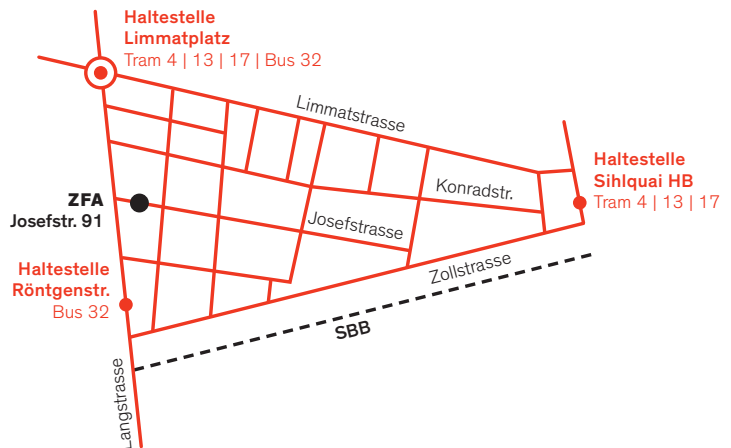 Haltestelle
Limmatplatz
Tram 4 | 13 | 17 | Bus 32
Limmatstrasse
Haltestelle
Sihlquai HB
Tram 4 | 13 | 17
Konradstr.
ZFA
Josefstr. 91
Josefstrasse
Haltestelle
Röntgenstr.
Bus 32
Zollstrasse
SBB
Langstrasse